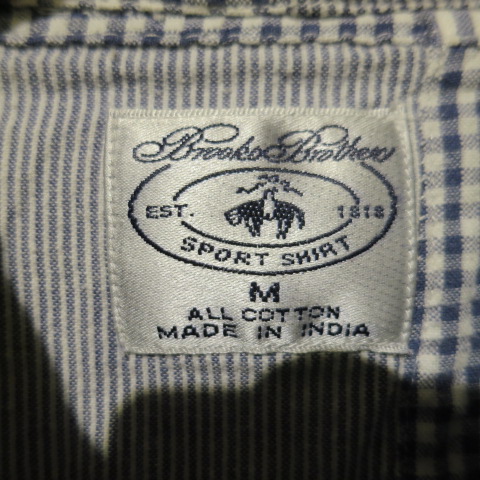 Brooks Brothers
EST. 1818
SPORT SHIRT
M
ALL COTTON
MADE IN INDIA